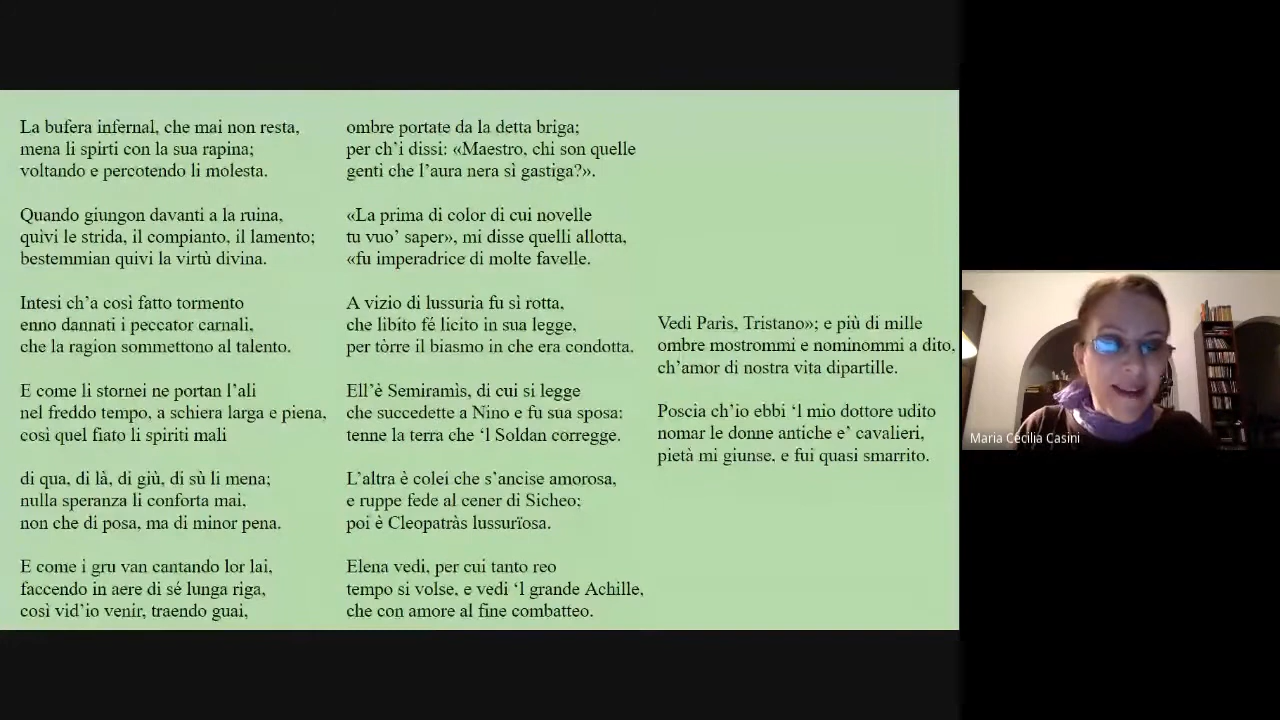 La bufera infernal, che mai non resta,
mena li spirti con la sua rapina;
voltando e percotendo li molesta.
Quando giungon davanti a la ruina,
quivi le strida, il compianto, il lamento;
bestemmian quivi la virtù divina.
Intesi ch'a così fatto tormento
enno dannati i peccator carnali,
che la ragion sommettono al talento.
E come li stornei ne portan l'ali
nel freddo tempo, a schiera larga e piena,
così quel fiato li spiriti mali
di qua, di là, di giù, di sù li mena;
nulla speranza li conforta mai,
non che di posa, ma di minor pena.
E come i gru van cantando lor lai,
faccendo in aere di sé lunga riga,
così vid'io venir, traendo guai,
ombre portate da la detta briga;
per ch'i dissi: «Maestro, chi son quelle
genti che l'aura nera sì gastiga?».
«La prima di color di cui novelle
tu vuo' saper», mi disse quelli allotta,
«fu imperadrice di molte favelle.
A vizio di lussuria fu sì rotta,
che libito fé licito in sua legge,
per tòrre il biasmo in che era condotta.
Ell'è Semiramìs, di cui si legge
che succedette a Nino e fu sua sposa:
tenne la terra che 'l Soldan corregge.
L'altra è colei che s'ancise amorosa,
e ruppe fede al cener di Sicheo;
poi è Cleopatràs lussurïosa.
Elena vedi, per cui tanto reo
tempo si volse, e vedi 'l grande Achille,
che con amore al fine combatteo.
Vedi Paris, Tristano»; e più di mille
ombre mostrommi e nominommi a dito,
ch'amor di nostra vita dipartille.
Poscia ch'io ebbi 'l mio dottore udito
nomar le donne antiche e' cavalieri,
pietà mi giunse, e fui quasi smarrito.
Maria Cecilia Casini